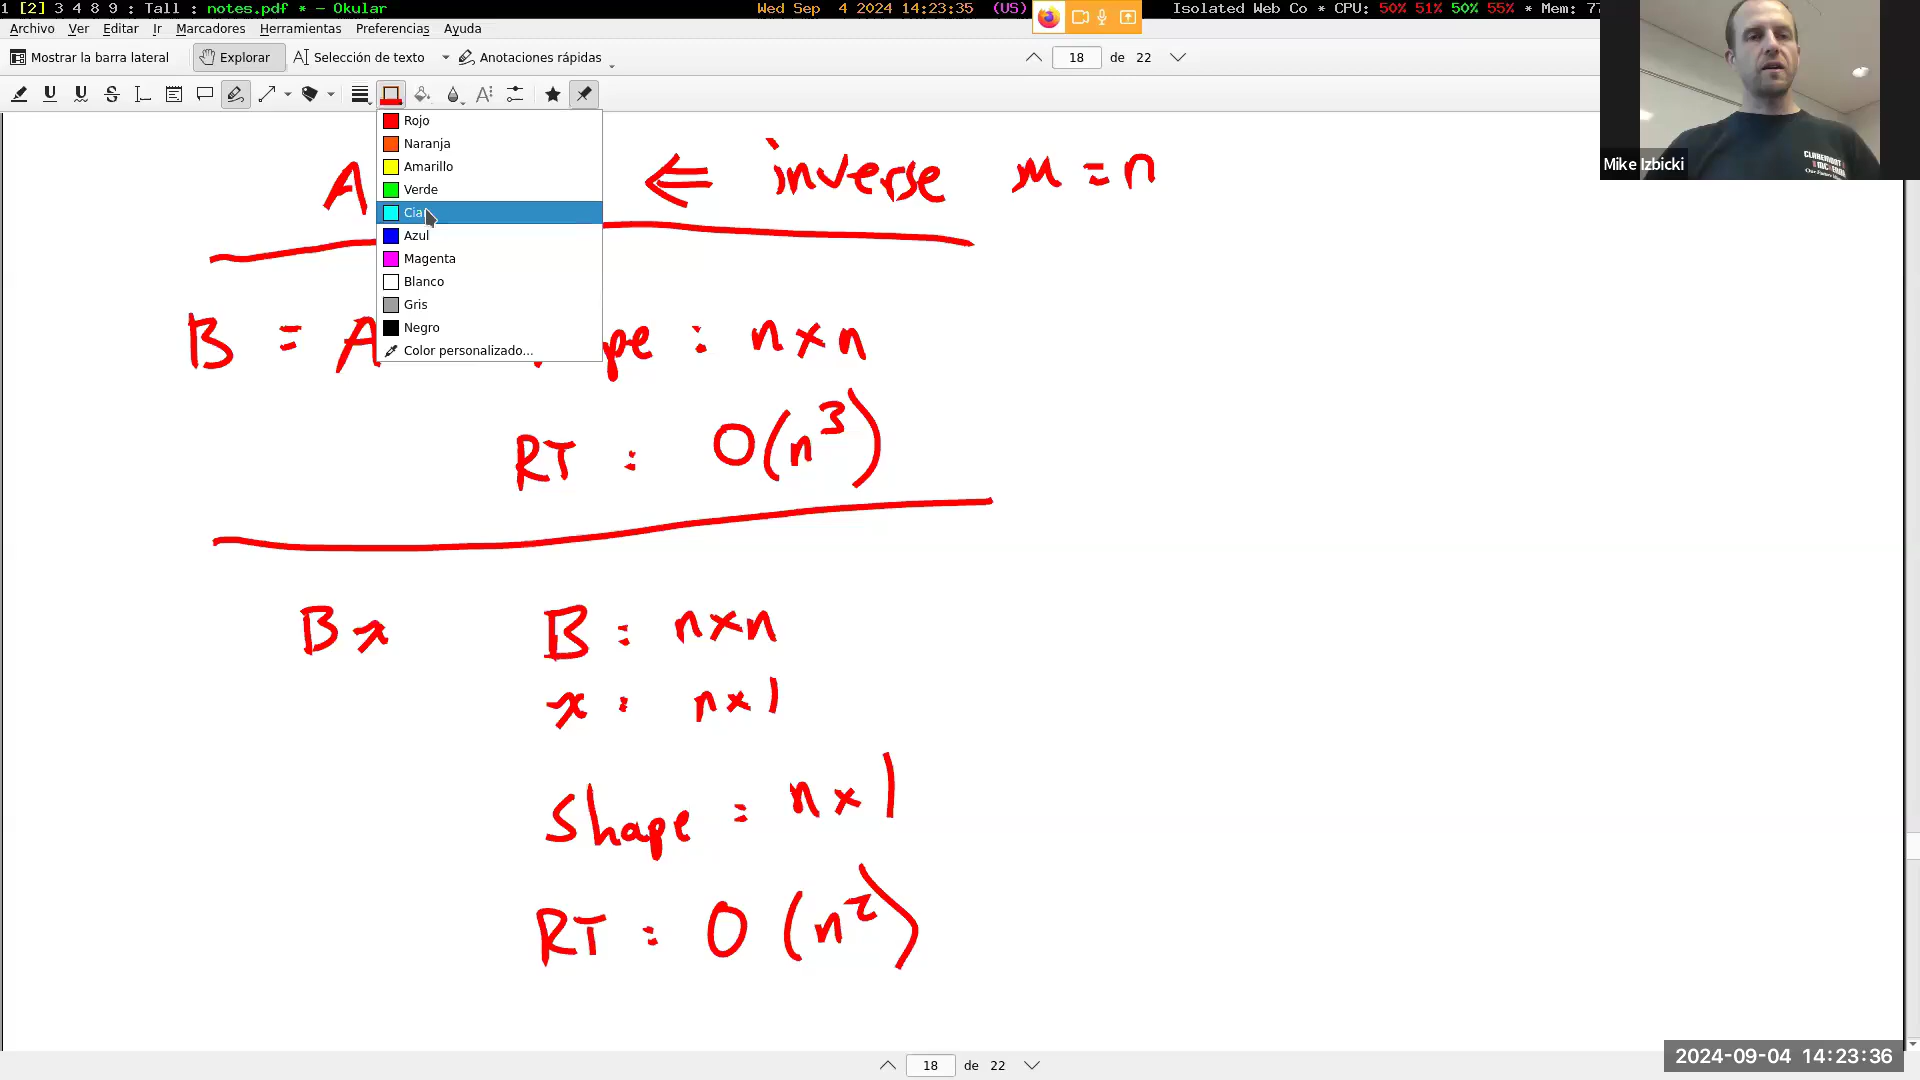 1 [2] 3 4 8 9 : Tall : notes.pdf * – Okular Wed Sep 4 2024 14:23:35 (US) Isolated Web Co * CPU: 50% 51% 50% 55% * Mem: 77
Archivo Ver Editar Ir Marcadores Herramientas Preferencias Ayuda
Mostrar la barra lateral Explorar Selección de texto Anotaciones rápidas 18 de 22
Rojo
Naranja
Amarillo
Verde
Cian
Azul
Magenta
Blanco
Gris
Negro
Color personalizado...
Mike Izbicki
A ⇐ inverse m = n
B = A pe : n x n
RT : O(n³)
B x B : n x n
x : n x 1
Shape = n x 1
RT : O (n²)
18 de 22
2024-09-04 14:23:36